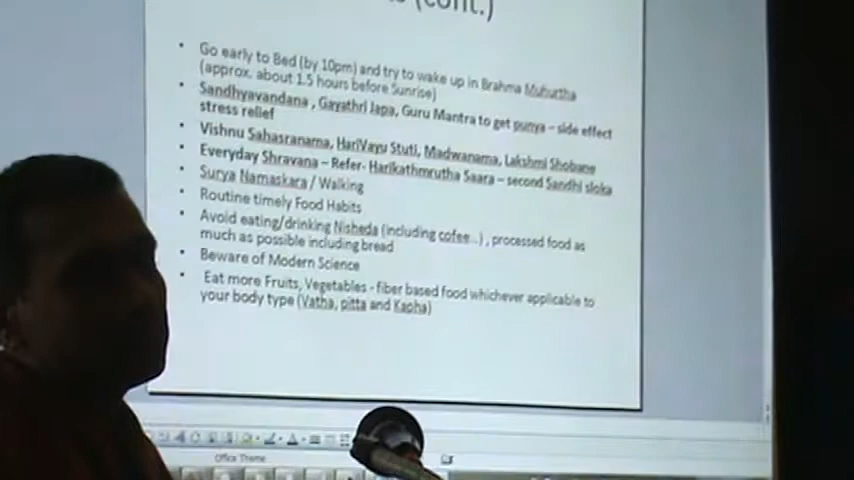 (cont.)
• Go early to Bed (by 10pm) and try to wake up in Brahma Muhurtha
(approx. about 1.5 hours before Sunrise)
• Sandhyavandana , Gayathri Japa, Guru Mantra to get punya – side effect
stress relief
• Vishnu Sahasranama, HariVayu Stuti, Madwanama, Lakshmi Shobane
• Everyday Shravana – Refer- Harikathmrutha Saara – second Sandhi sloka
• Surya Namaskara / Walking
• Routine timely Food Habits
• Avoid eating/drinking Nisheda (including cofee...) , processed food as
much as possible including bread
• Beware of Modern Science
• Eat more Fruits, Vegetables - fiber based food whichever applicable to
your body type (Vatha, pitta and Kapha)
Office Theme